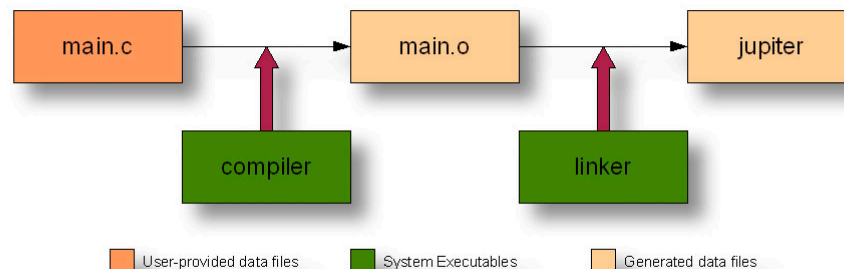 main.c
main.o
jupiter
compiler
linker
User-provided data files
System Executables
Generated data files